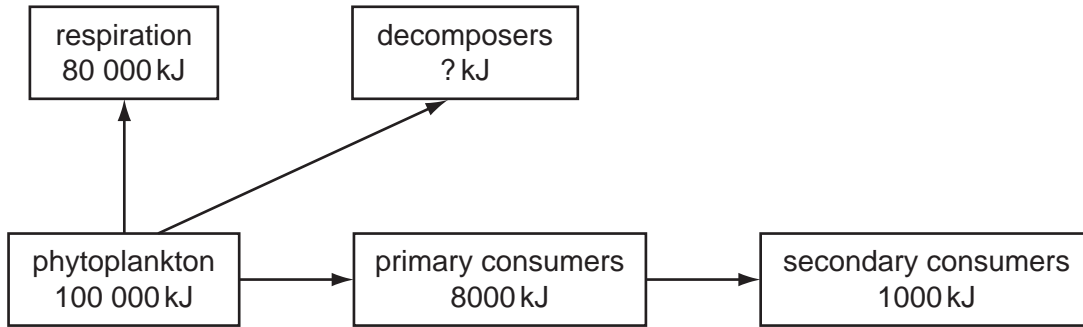 respiration
80 000 kJ
decomposers
? kJ
phytoplankton
100 000 kJ
primary consumers
8000 kJ
secondary consumers
1000 kJ